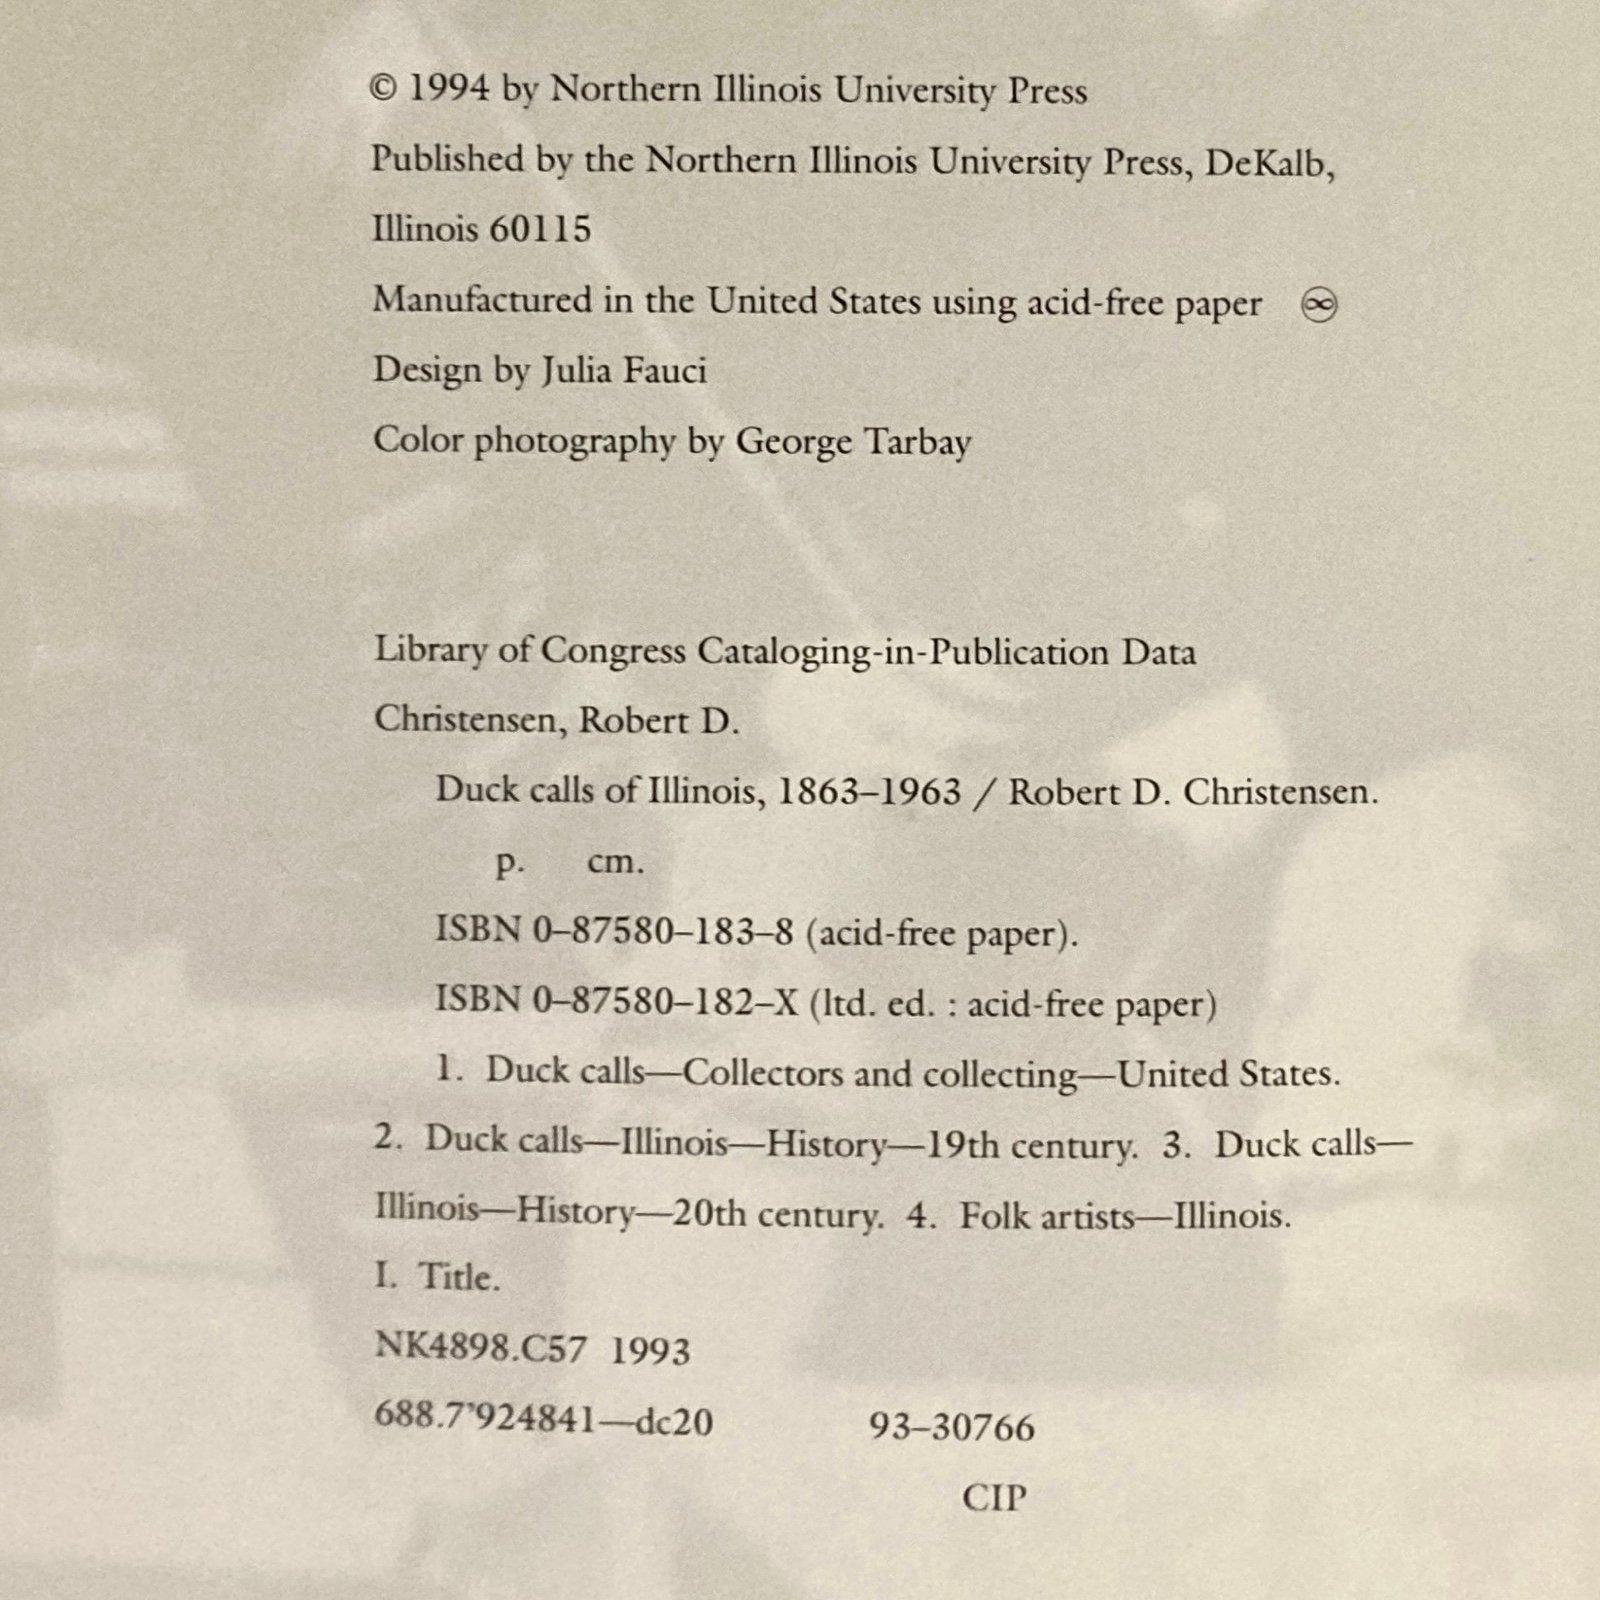 © 1994 by Northern Illinois University Press
Published by the Northern Illinois University Press, DeKalb,
Illinois 60115
Manufactured in the United States using acid-free paper ♾
Design by Julia Fauci
Color photography by George Tarbay
Library of Congress Cataloging-in-Publication Data
Christensen, Robert D.
Duck calls of Illinois, 1863–1963 / Robert D. Christensen.
p. cm.
ISBN 0–87580–183–8 (acid-free paper).
ISBN 0–87580–182–X (ltd. ed. : acid-free paper)
1. Duck calls—Collectors and collecting—United States.
2. Duck calls—Illinois—History—19th century. 3. Duck calls—
Illinois—History—20th century. 4. Folk artists—Illinois.
I. Title.
NK4898.C57 1993
688.7’924841—dc20 93–30766
CIP